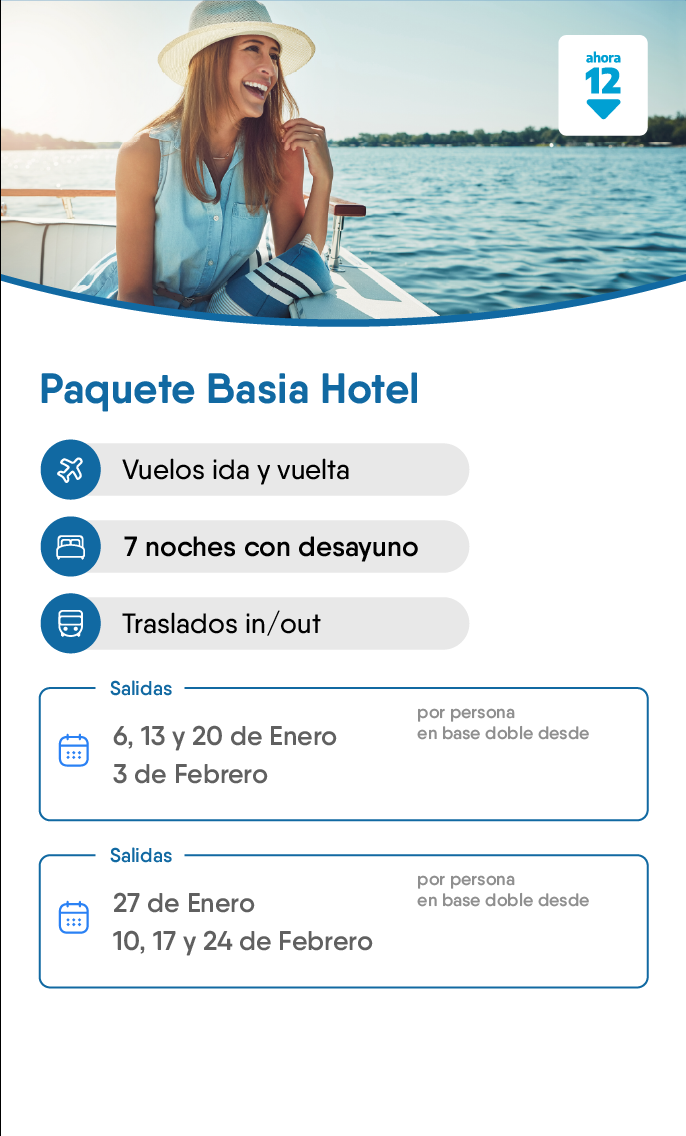 ahora
12
Paquete Basia Hotel
Vuelos ida y vuelta
7 noches con desayuno
Traslados in/out
Salidas
6, 13 y 20 de Enero
3 de Febrero
por persona
en base doble desde
Salidas
27 de Enero
10, 17 y 24 de Febrero
por persona
en base doble desde